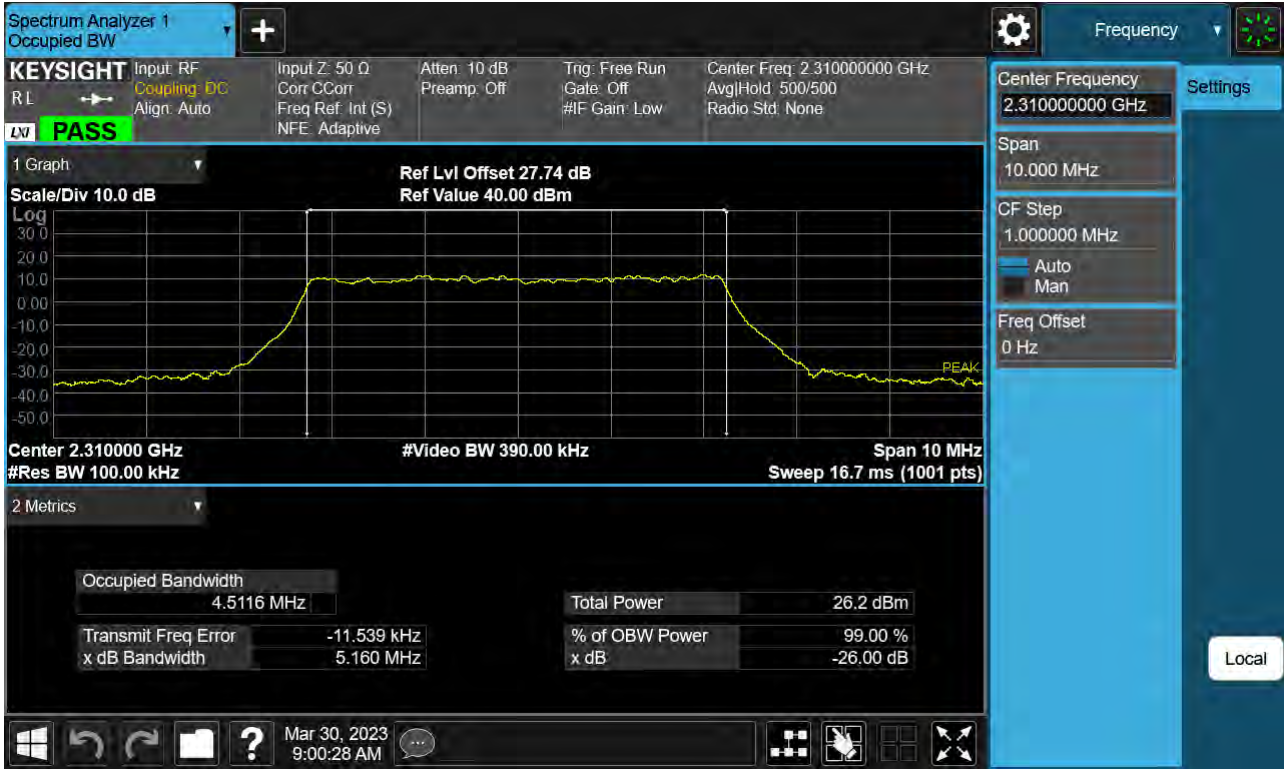 Spectrum Analyzer 1
Occupied BW
Frequency
KEYSIGHT
RL
LXI
PASS
Input: RF
Coupling: DC
Align: Auto
Input Z: 50 Ω
Corr CCorr
Freq Ref: Int (S)
NFE: Adaptive
Atten: 10 dB
Preamp: Off
Trig: Free Run
Gate: Off
#IF Gain: Low
Center Freq: 2.310000000 GHz
Avg|Hold: 500/500
Radio Std: None
Center Frequency
2.310000000 GHz
Settings
Span
10.000 MHz
CF Step
1.000000 MHz
Auto
Man
Freq Offset
0 Hz
1 Graph
Scale/Div 10.0 dB
Ref Lvl Offset 27.74 dB
Ref Value 40.00 dBm
Log
30.0
20.0
10.0
0.00
-10.0
-20.0
-30.0
-40.0
-50.0
PEAK
Center 2.310000 GHz
#Video BW 390.00 kHz
Span 10 MHz
#Res BW 100.00 kHz
Sweep 16.7 ms (1001 pts)
2 Metrics
Occupied Bandwidth
4.5116 MHz
Total Power 26.2 dBm
Transmit Freq Error -11.539 kHz
% of OBW Power 99.00 %
x dB Bandwidth 5.160 MHz
x dB -26.00 dB
Local
?
Mar 30, 2023
9:00:28 AM